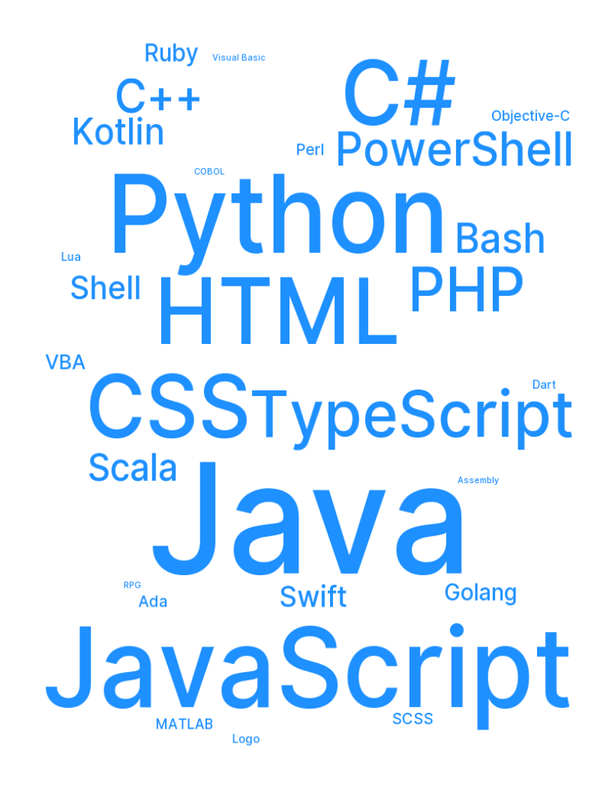 Ruby
Visual Basic
C++
C#
Objective-C
Kotlin
Perl
PowerShell
COBOL
Python
Bash
Lua
Shell
HTML
PHP
VBA
CSS
TypeScript
Dart
Scala
Java
Assembly
RPG
Ada
Swift
Golang
JavaScript
MATLAB
SCSS
Logo